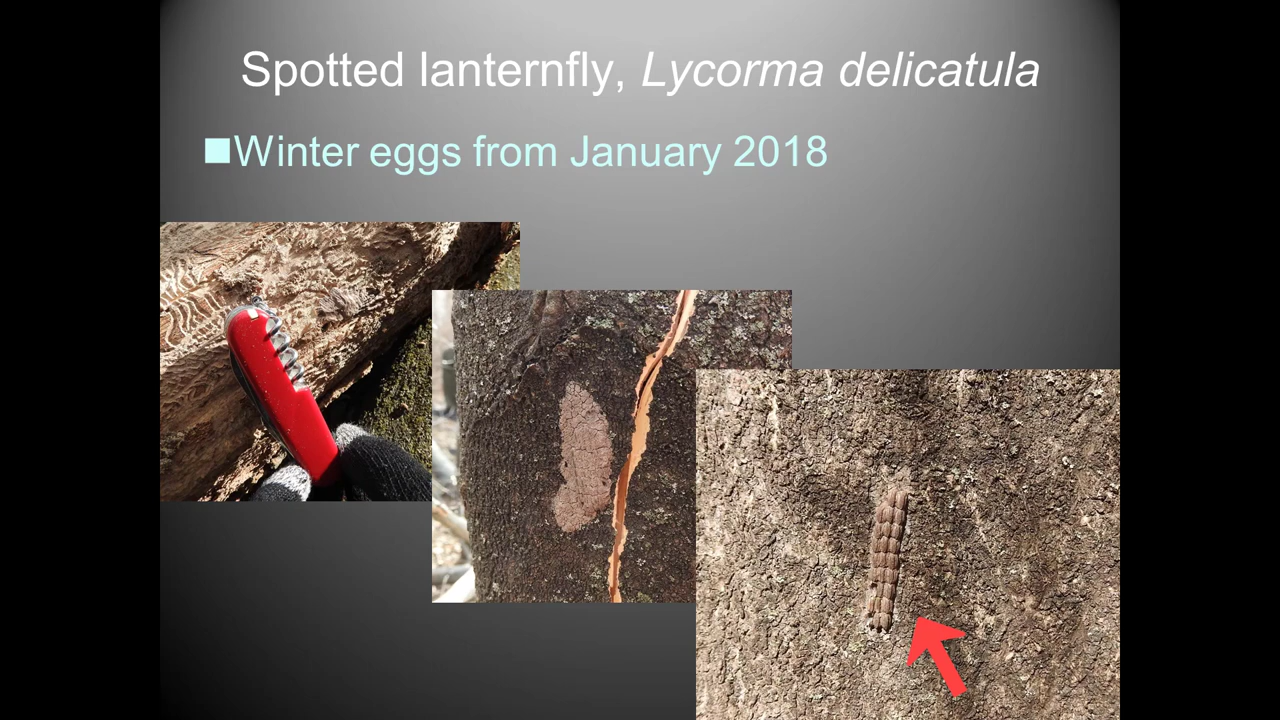 Spotted lanternfly, Lycorma delicatula
Winter eggs from January 2018